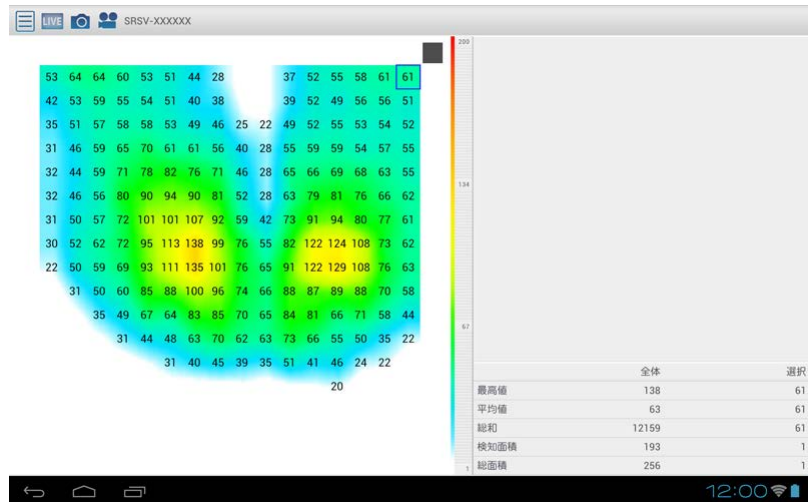 LIVE SRSV-XXXXXX
200
53 64 64 60 53 51 44 28 37 52 55 58 61 61
42 53 59 55 54 51 40 38 39 52 49 56 56 51
35 51 57 58 58 53 49 46 25 22 49 52 55 53 54 52
31 46 59 65 70 61 61 56 40 28 55 59 59 54 57 55
32 44 59 71 78 82 76 71 46 28 65 66 69 68 63 55
134
32 46 56 80 90 94 90 81 52 28 63 79 81 76 66 62
31 50 57 72 101 101 107 92 59 42 73 91 94 80 77 61
30 52 62 72 95 113 138 99 76 55 82 122 124 108 73 62
22 50 59 69 93 111 135 101 76 65 91 122 129 108 76 63
31 50 60 85 88 100 96 74 66 88 87 89 88 70 58
35 49 67 64 83 85 70 65 84 81 66 71 58 44
67
31 44 48 63 70 62 63 73 66 55 50 35 22
31 40 45 39 35 51 41 46 24 22
20
1
全体 選択
最高値 138 61
平均値 63 61
総和 12159 61
検知面積 193 1
総面積 256 1
12:00